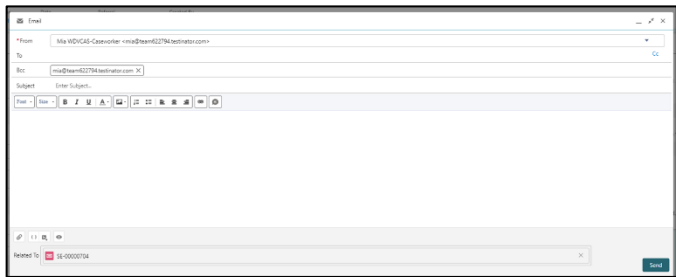 Email
*From Mia WDVCAS-Caseworker <mia@team622794.testinator.com>
To Cc
Bcc mia@team622794.testinator.com ×
Subject Enter Subject...
Font Size B I U A
Related To SE-00000704 ×
Send